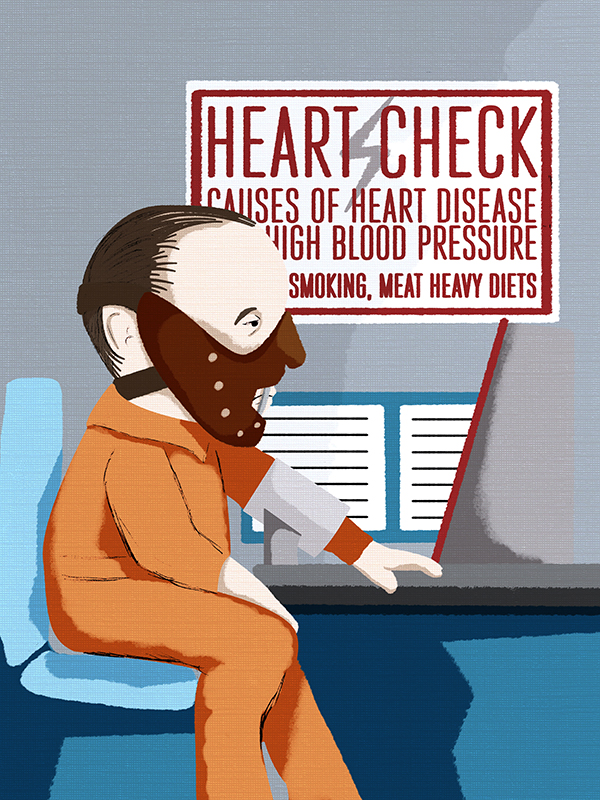 HEART CHECK
CAUSES OF HEART DISEASE
HIGH BLOOD PRESSURE
SMOKING, MEAT HEAVY DIETS